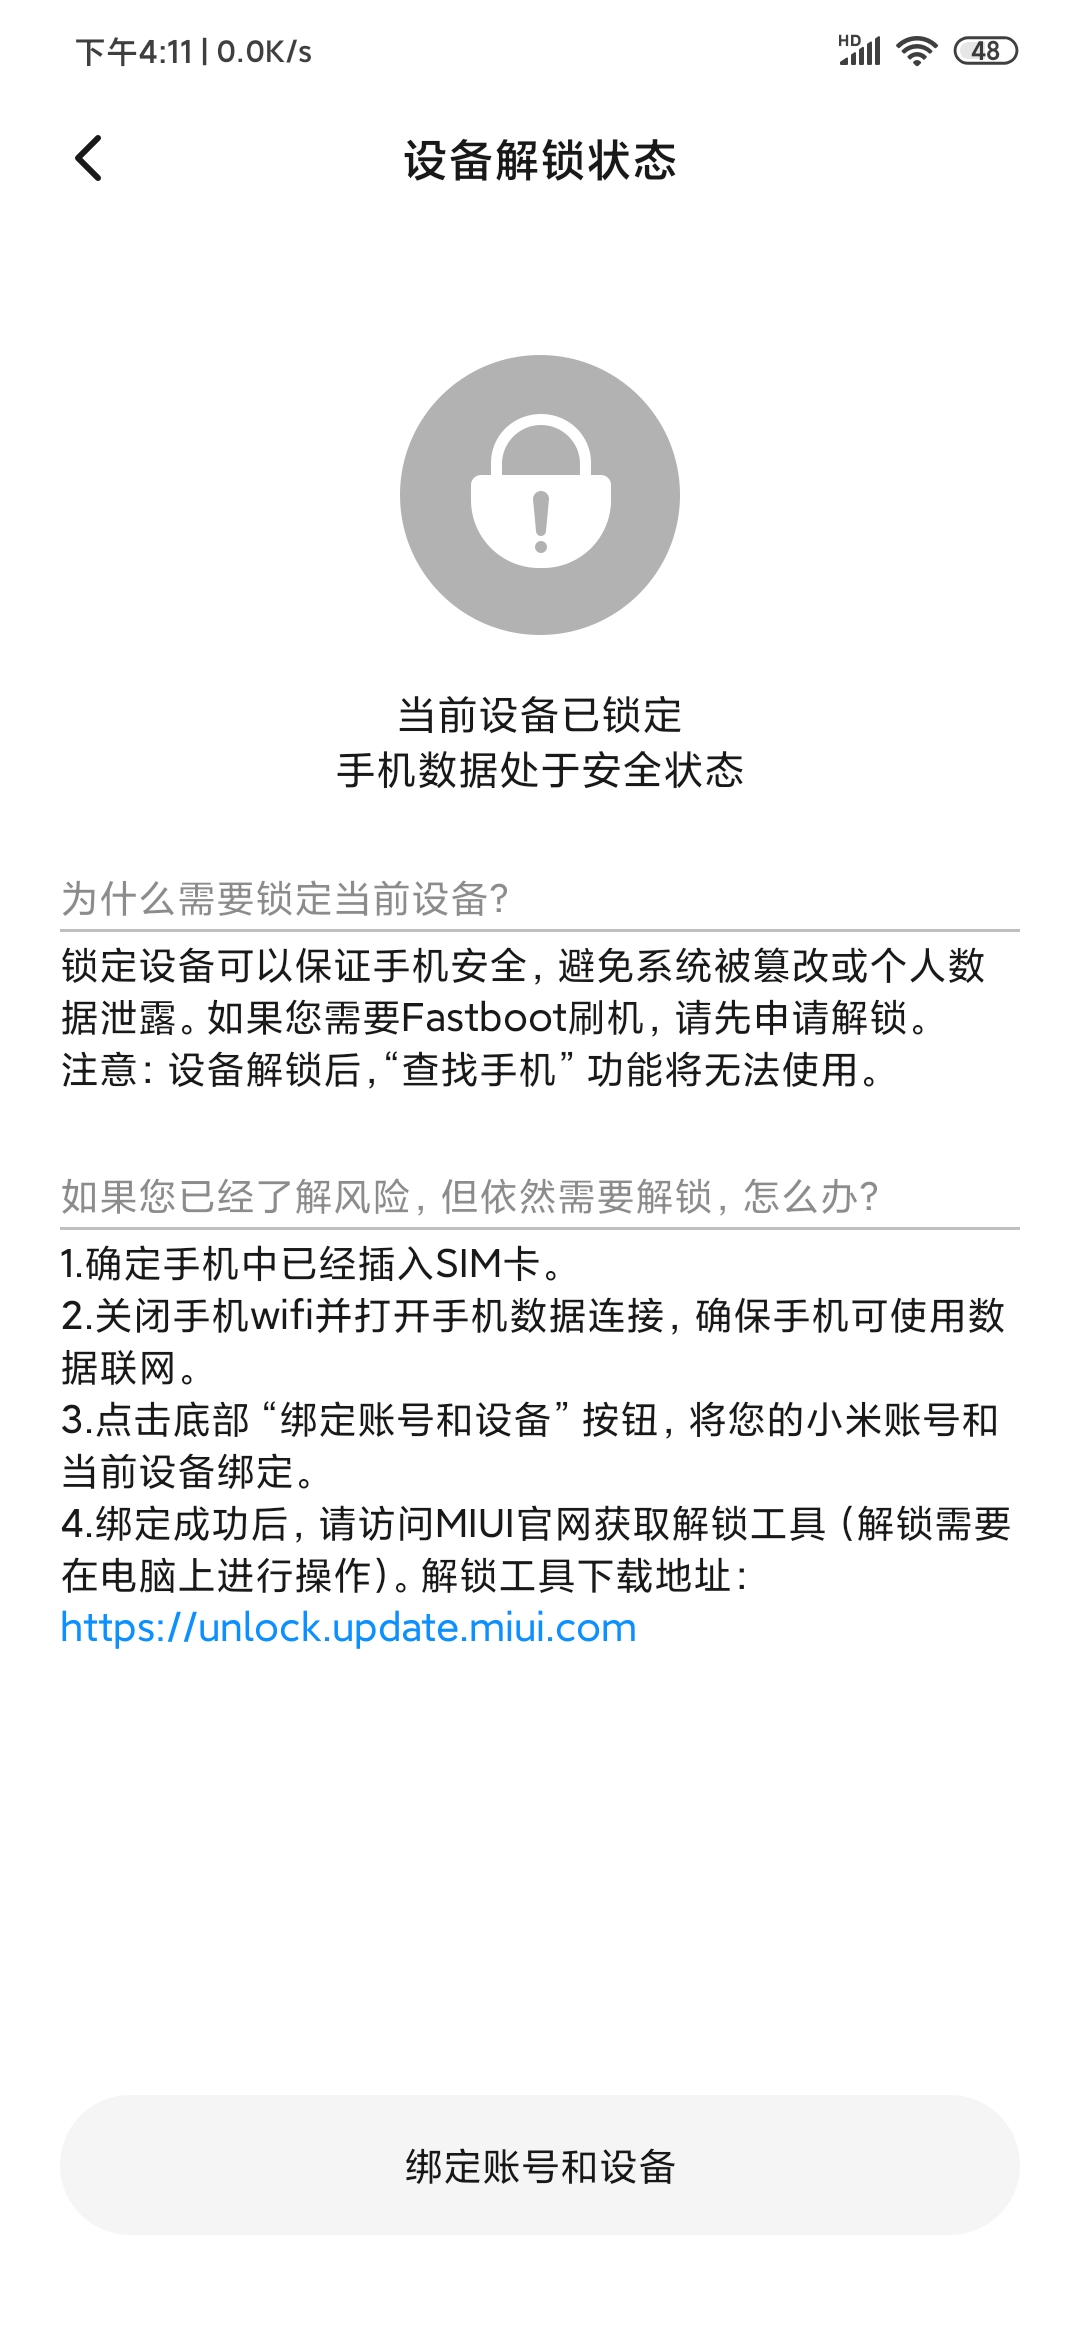 下午4:11 | 0.0K/s
HD
48
设备解锁状态
当前设备已锁定
手机数据处于安全状态
为什么需要锁定当前设备?
锁定设备可以保证手机安全, 避免系统被篡改或个人数
据泄露。如果您需要Fastboot刷机, 请先申请解锁。
注意: 设备解锁后,“查找手机” 功能将无法使用。
如果您已经了解风险, 但依然需要解锁, 怎么办?
1.确定手机中已经插入SIM卡。
2.关闭手机wifi并打开手机数据连接, 确保手机可使用数
据联网。
3.点击底部 “绑定账号和设备” 按钮, 将您的小米账号和
当前设备绑定。
4.绑定成功后, 请访问MIUI官网获取解锁工具 (解锁需要
在电脑上进行操作)。解锁工具下载地址:
https://unlock.update.miui.com
绑定账号和设备